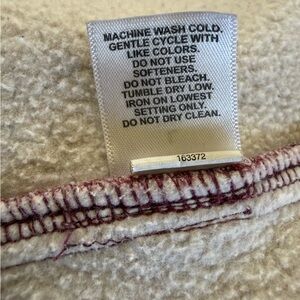 MACHINE WASH COLD.
GENTLE CYCLE WITH
LIKE COLORS.
DO NOT USE
SOFTENERS.
DO NOT BLEACH.
TUMBLE DRY LOW.
IRON ON LOWEST
SETTING ONLY.
DO NOT DRY CLEAN.
163372